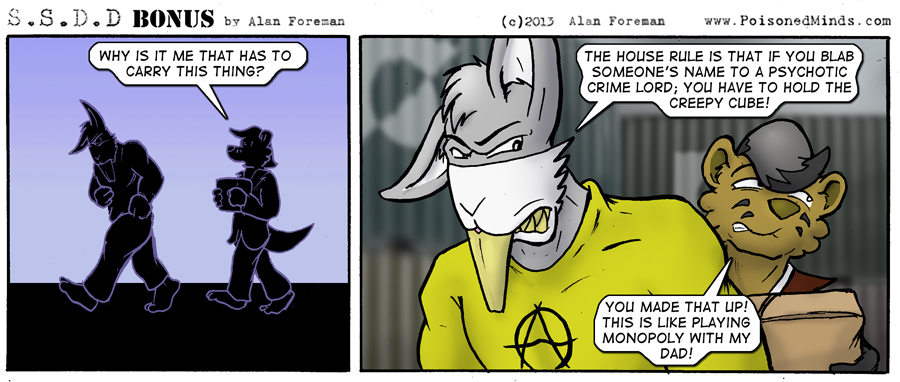 S.S.D.D BONUS by Alan Foreman (c)2013 Alan Foreman www.PoisonedMinds.com
WHY IS IT ME THAT HAS TO
CARRY THIS THING?
THE HOUSE RULE IS THAT IF YOU BLAB
SOMEONE'S NAME TO A PSYCHOTIC
CRIME LORD; YOU HAVE TO HOLD THE
CREEPY CUBE!
YOU MADE THAT UP!
THIS IS LIKE PLAYING
MONOPOLY WITH MY
DAD!